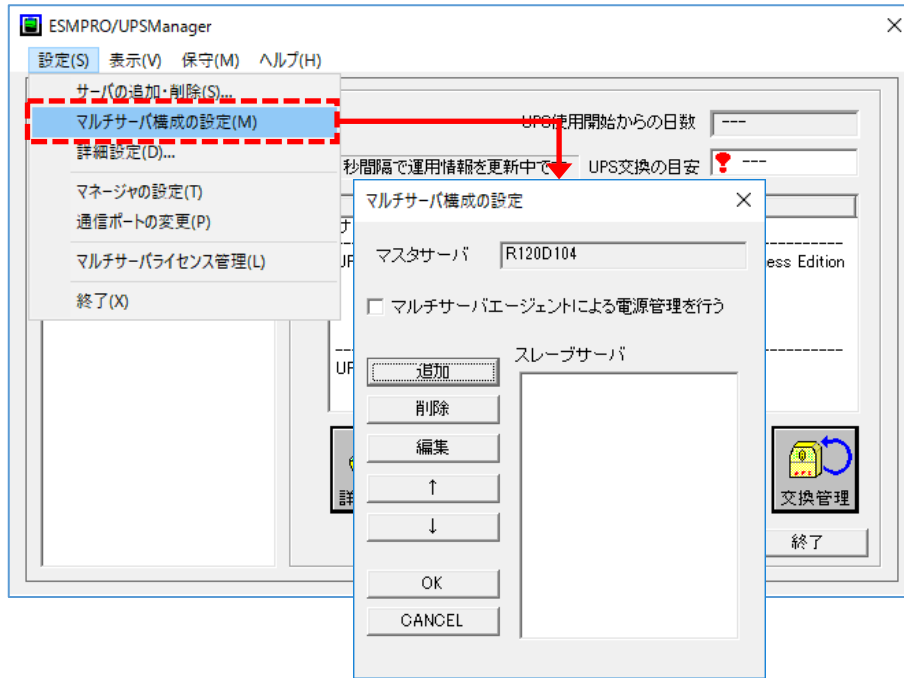 ESMPRO/UPSManager
設定(S) 表示(V) 保守(M) ヘルプ(H)
サーバの追加・削除(S)...
マルチサーバ構成の設定(M)
詳細設定(D)...
マネージャの設定(T)
通信ポートの変更(P)
マルチサーバライセンス管理(L)
終了(X)
UPS使用開始からの日数 ---
秒間隔で運用情報を更新中で
UPS交換の目安 ---
ess Edition
交換管理
終了
マルチサーバ構成の設定
マスタサーバ R120D104
マルチサーバエージェントによる電源管理を行う
スレーブサーバ
追加
削除
編集
↑
↓
OK
CANCEL